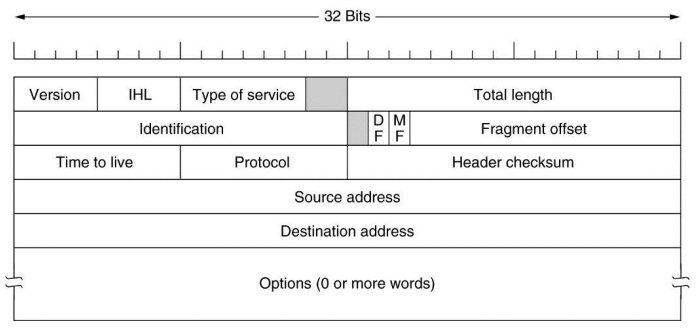 32 Bits
Version IHL Type of service Total length
Identification D F M F Fragment offset
Time to live Protocol Header checksum
Source address
Destination address
Options (0 or more words)